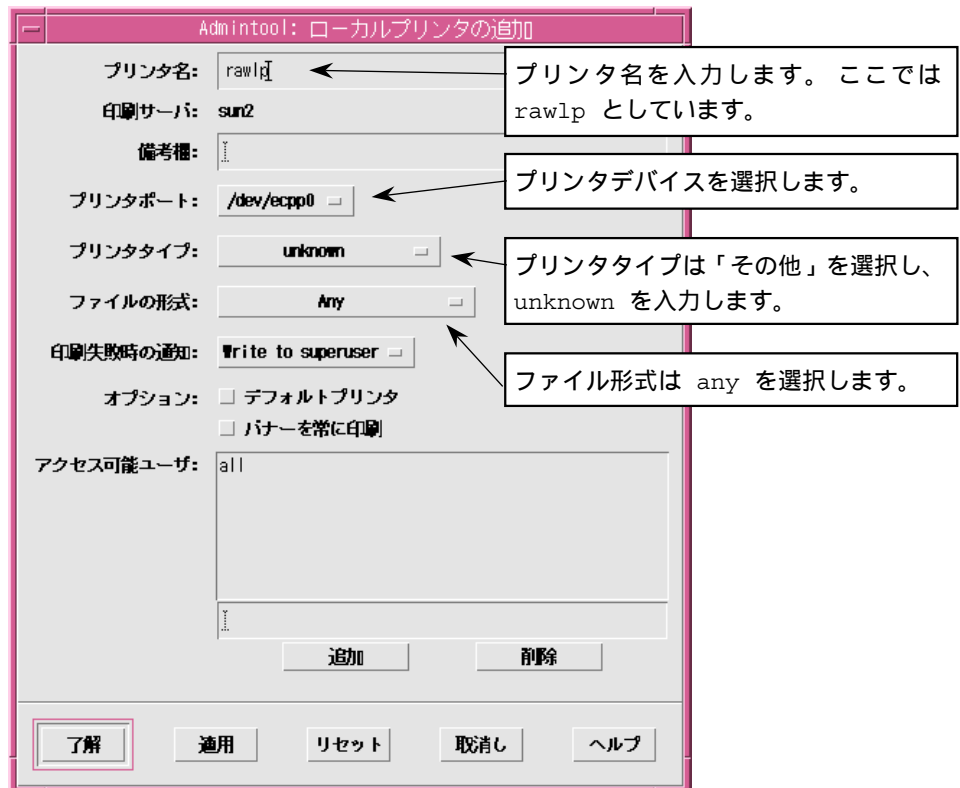 Admintool: ローカルプリンタの追加
プリンタ名: rawlp
プリンタ名を入力します。 ここでは
rawlp としています。
印刷サーバ: sun2
備考欄:
プリンタデバイスを選択します。
プリンタポート: /dev/ecpp0
プリンタタイプ: unknown
プリンタタイプは「その他」を選択し、
unknown を入力します。
ファイルの形式: Any
印刷失敗時の通知: Write to superuser
ファイル形式は any を選択します。
オプション: デフォルトプリンタ
バナーを常に印刷
アクセス可能ユーザ: all
追加 削除
了解 適用 リセット 取消し ヘルプ